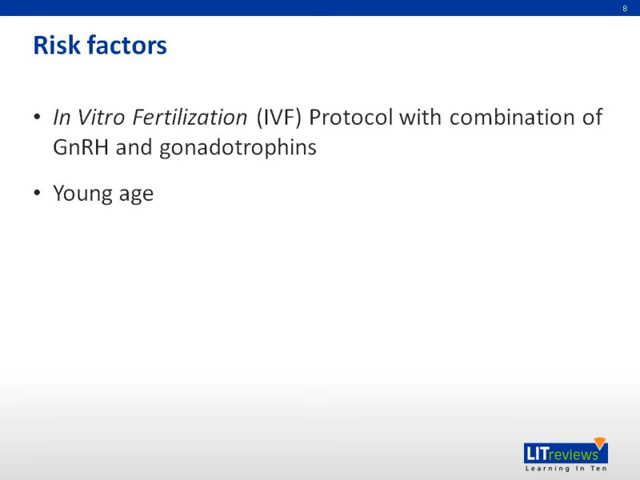 8
Risk factors
• In Vitro Fertilization (IVF) Protocol with combination of
GnRH and gonadotrophins
• Young age
LITreviews
Learning In Ten